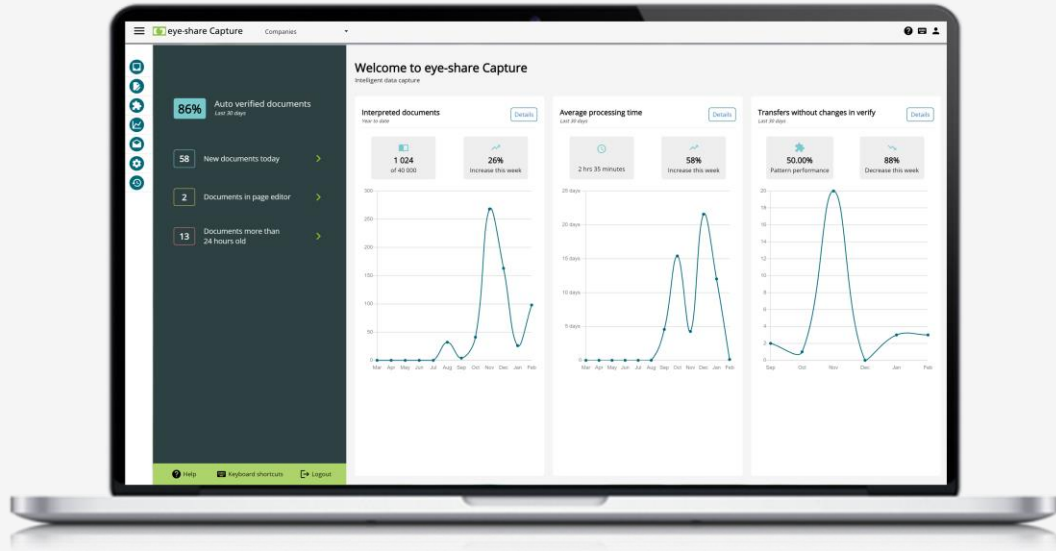 eye-share Capture
Companies
86%
Auto verified documents
Last 30 days
58
New documents today
2
Documents in page editor
13
Documents more than
24 hours old
Help
Keyboard shortcuts
Logout
Welcome to eye-share Capture
Intelligent data capture
Interpreted documents
Year to date
Details
1 024
of 40 000
26%
Increase this week
300
250
200
150
100
50
0
Mar Apr May Jun Jul Aug Sep Oct Nov Dec Jan Feb
Average processing time
Last 30 days
Details
2 hrs 35 minutes
58%
Increase this week
25 days
20 days
15 days
10 days
5 days
0
Mar Apr May Jun Jul Aug Sep Oct Nov Dec Jan Feb
Transfers without changes in verify
Last 30 days
Details
50.00%
Pattern performance
88%
Decrease this week
20
18
16
14
12
10
8
6
4
2
0
Sep Oct Nov Dec Jan Feb